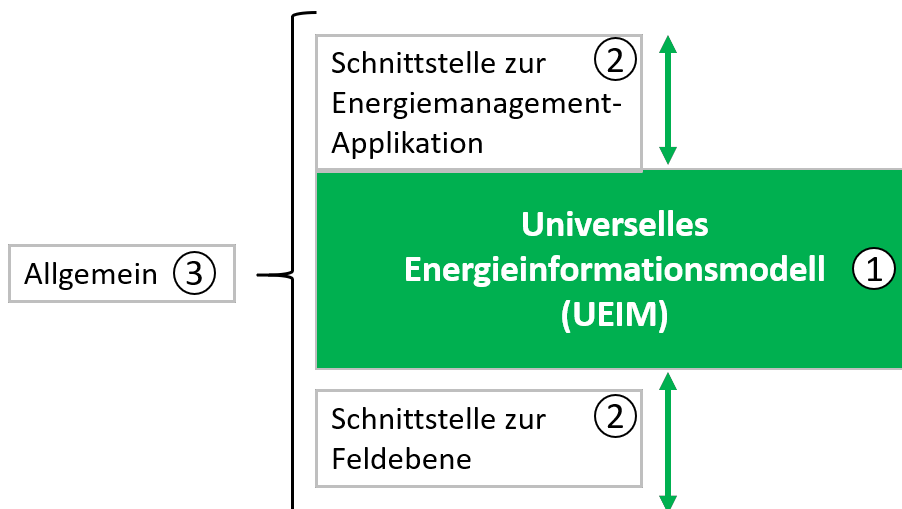 Schnittstelle zur ②
Energiemanagement-
Applikation
Universelles
Energieinformationsmodell ①
(UEIM)
Allgemein ③
Schnittstelle zur ②
Feldebene